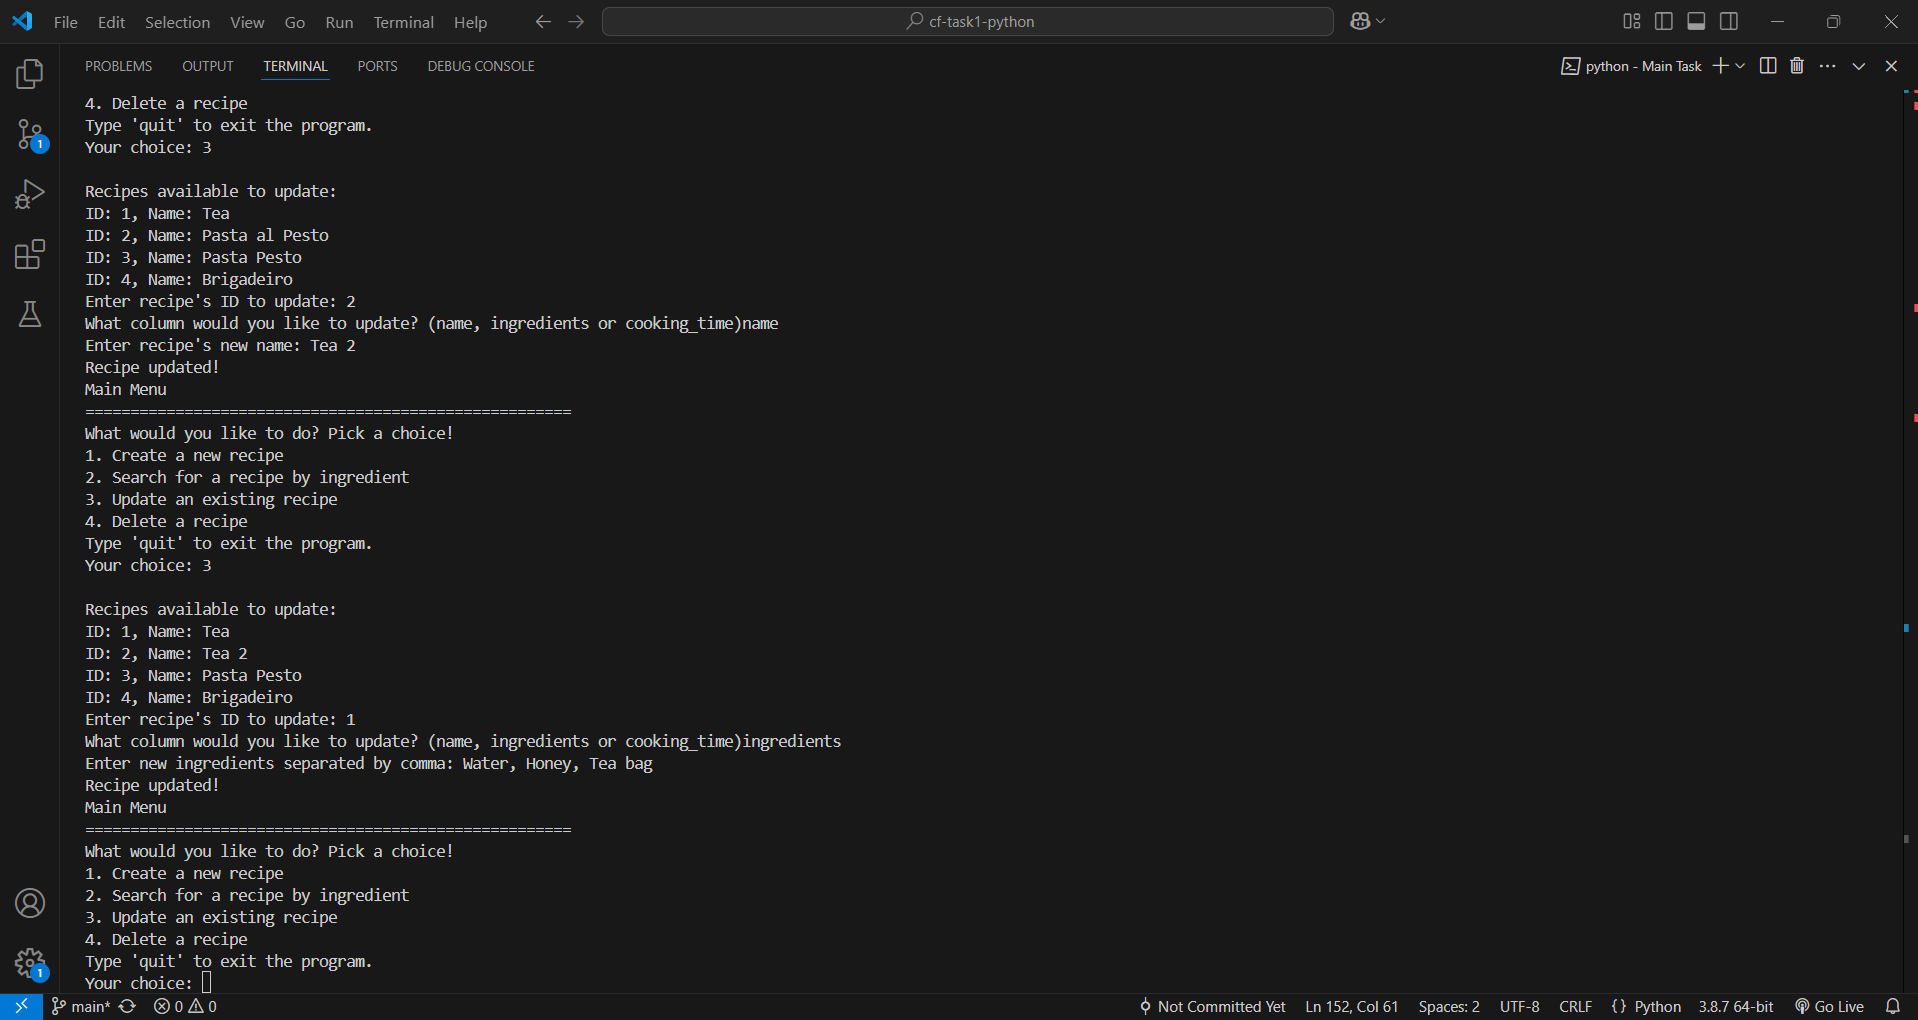 File Edit Selection View Go Run Terminal Help cf-task1-python
PROBLEMS OUTPUT TERMINAL PORTS DEBUG CONSOLE python - Main Task
4. Delete a recipe
Type 'quit' to exit the program.
Your choice: 3
Recipes available to update:
ID: 1, Name: Tea
ID: 2, Name: Pasta al Pesto
ID: 3, Name: Pasta Pesto
ID: 4, Name: Brigadeiro
Enter recipe's ID to update: 2
What column would you like to update? (name, ingredients or cooking_time)name
Enter recipe's new name: Tea 2
Recipe updated!
Main Menu
======================================================
What would you like to do? Pick a choice!
1. Create a new recipe
2. Search for a recipe by ingredient
3. Update an existing recipe
4. Delete a recipe
Type 'quit' to exit the program.
Your choice: 3
Recipes available to update:
ID: 1, Name: Tea
ID: 2, Name: Tea 2
ID: 3, Name: Pasta Pesto
ID: 4, Name: Brigadeiro
Enter recipe's ID to update: 1
What column would you like to update? (name, ingredients or cooking_time)ingredients
Enter new ingredients separated by comma: Water, Honey, Tea bag
Recipe updated!
Main Menu
======================================================
What would you like to do? Pick a choice!
1. Create a new recipe
2. Search for a recipe by ingredient
3. Update an existing recipe
4. Delete a recipe
Type 'quit' to exit the program.
Your choice:
1
1
main* 0 0 Not Committed Yet Ln 152, Col 61 Spaces: 2 UTF-8 CRLF {} Python 3.8.7 64-bit Go Live